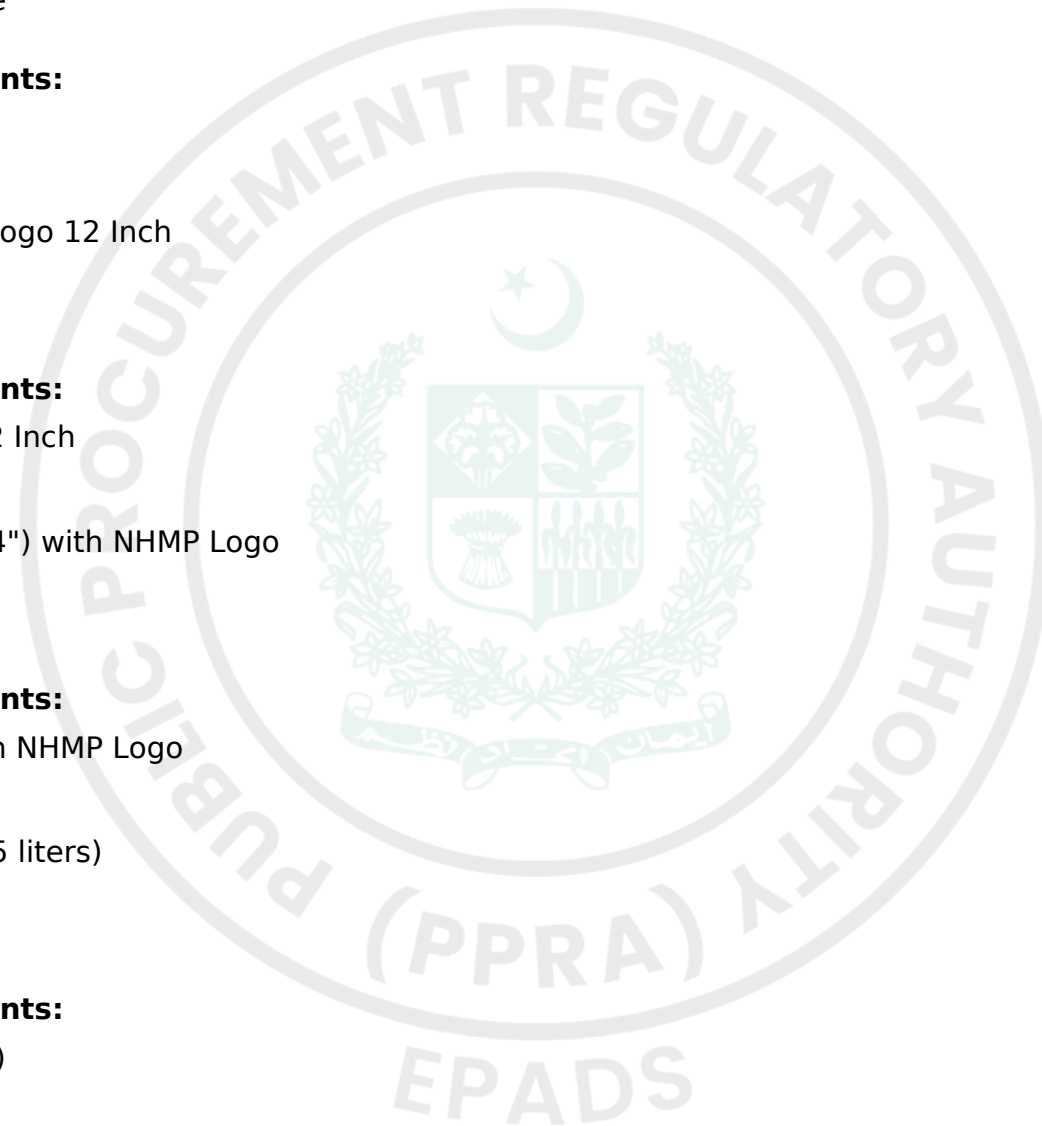 e
nts:
ogo 12 Inch
nts:
2 Inch
4") with NHMP Logo
nts:
n NHMP Logo
5 liters)
nts:
)
PUBLIC PROCUREMENT REGULATORY AUTHORITY
(PPRA)
EPADS